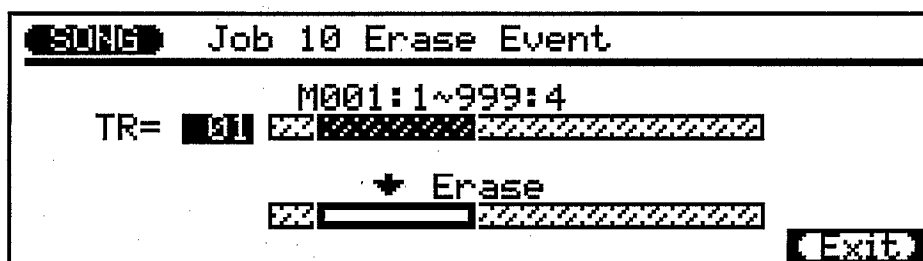 SONG Job 10 Erase Event
M001:1~999:4
TR= 01
Erase
Exit